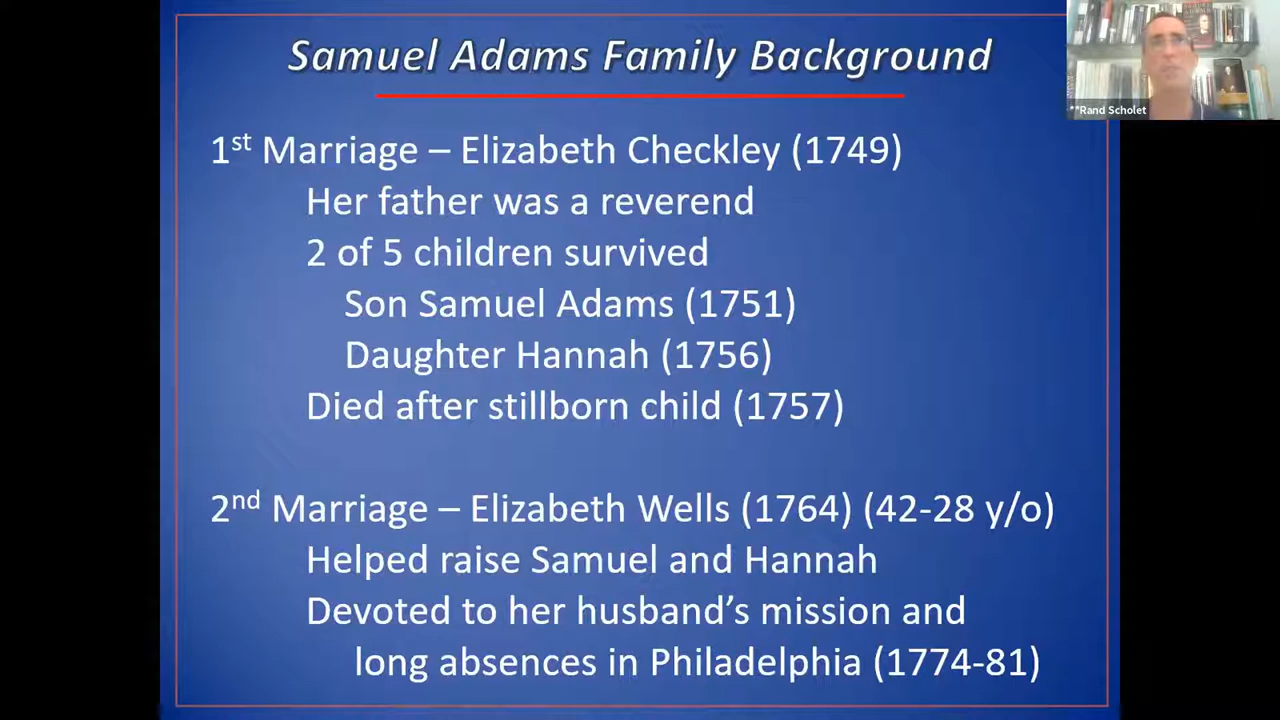 Samuel Adams Family Background
**Rand Scholet
1st Marriage – Elizabeth Checkley (1749)
Her father was a reverend
2 of 5 children survived
Son Samuel Adams (1751)
Daughter Hannah (1756)
Died after stillborn child (1757)
2nd Marriage – Elizabeth Wells (1764) (42-28 y/o)
Helped raise Samuel and Hannah
Devoted to her husband’s mission and
long absences in Philadelphia (1774-81)